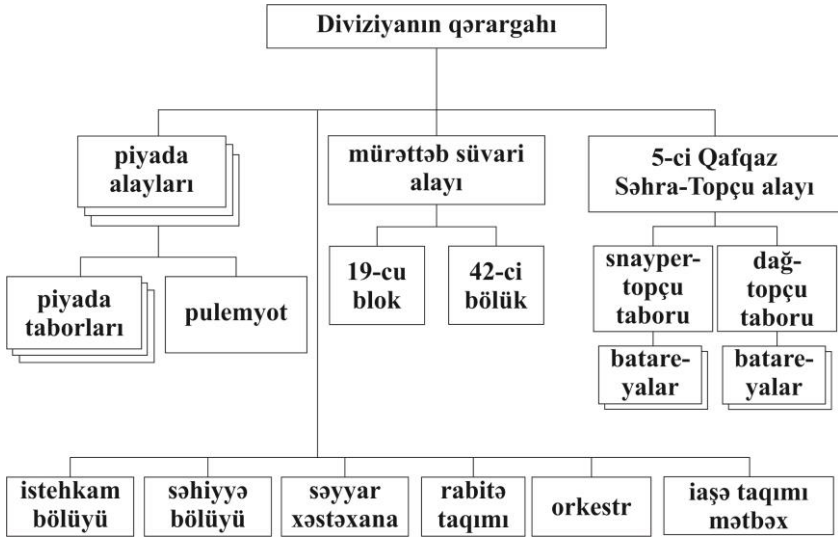 Diviziyanın qərargahı
piyada
alayları
mürəttəb süvari
alayı
5-ci Qafqaz
Səhra-Topçu alayı
piyada
taborları
pulemyot
19-cu
blok
42-ci
bölük
snayper-
topçu
taboru
dağ-
topçu
taboru
batare-
yalar
batare-
yalar
istehkam
bölüyü
səhiyyə
bölüyü
səyyar
xəstəxana
rabitə
taqımı
orkestr
iaşə taqımı
mətbəx